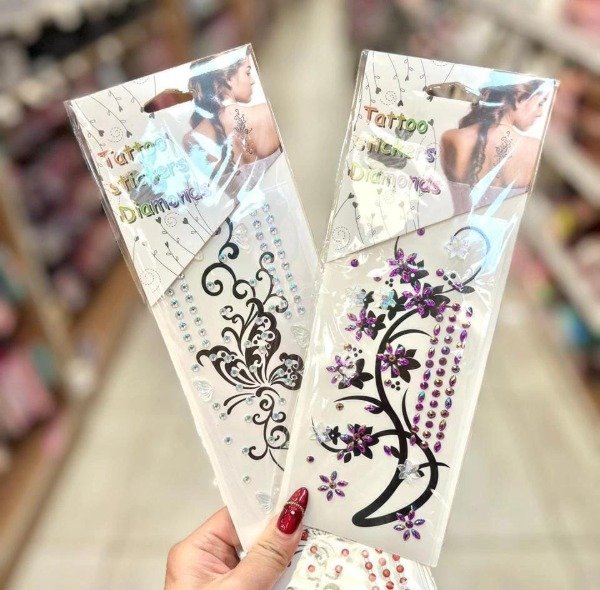 Tattoo
Stickers
Diamonds
Tattoo
Stickers
Diamonds